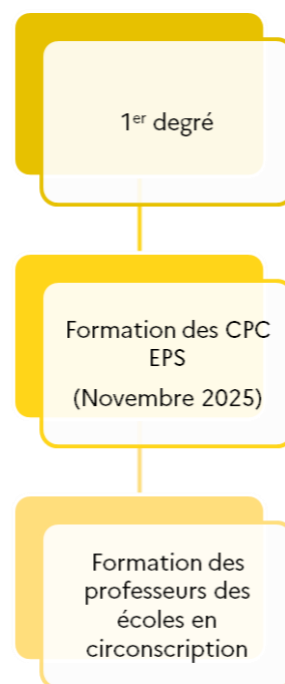 1er degré
Formation des CPC
EPS
(Novembre 2025)
Formation des
professeurs des
écoles en
circonscription